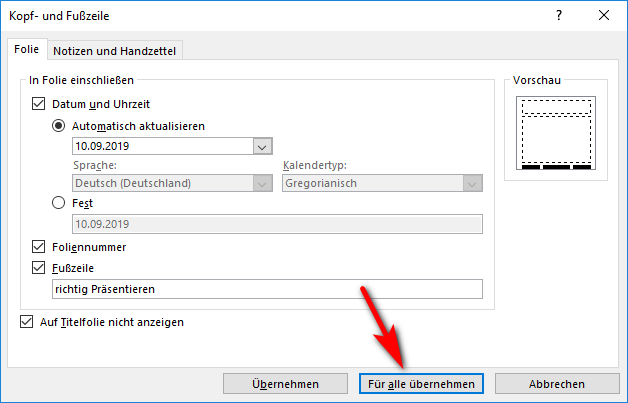 Kopf- und Fußzeile
Folie
Notizen und Handzettel
In Folie einschließen
Datum und Uhrzeit
Automatisch aktualisieren
10.09.2019
Sprache: Kalendertyp:
Deutsch (Deutschland) Gregorianisch
Fest
10.09.2019
Foliennummer
Fußzeile
richtig Präsentieren
Auf Titelfolie nicht anzeigen
Vorschau
Übernehmen Für alle übernehmen Abbrechen